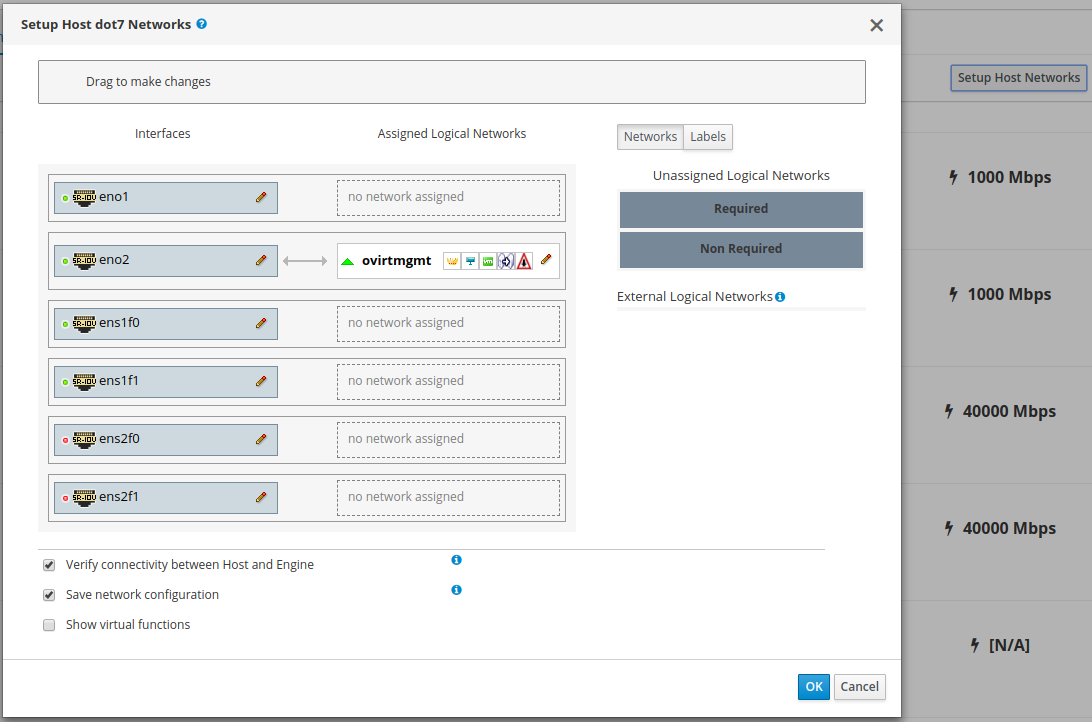 Setup Host dot7 Networks
Drag to make changes
Interfaces
Assigned Logical Networks
Networks
Labels
Unassigned Logical Networks
Required
Non Required
External Logical Networks
SR-IOV eno1
no network assigned
SR-IOV eno2
ovirtmgmt
SR-IOV ens1f0
no network assigned
SR-IOV ens1f1
no network assigned
SR-IOV ens2f0
no network assigned
SR-IOV ens2f1
no network assigned
Verify connectivity between Host and Engine
Save network configuration
Show virtual functions
OK
Cancel
Setup Host Networks
1000 Mbps
1000 Mbps
40000 Mbps
40000 Mbps
[N/A]